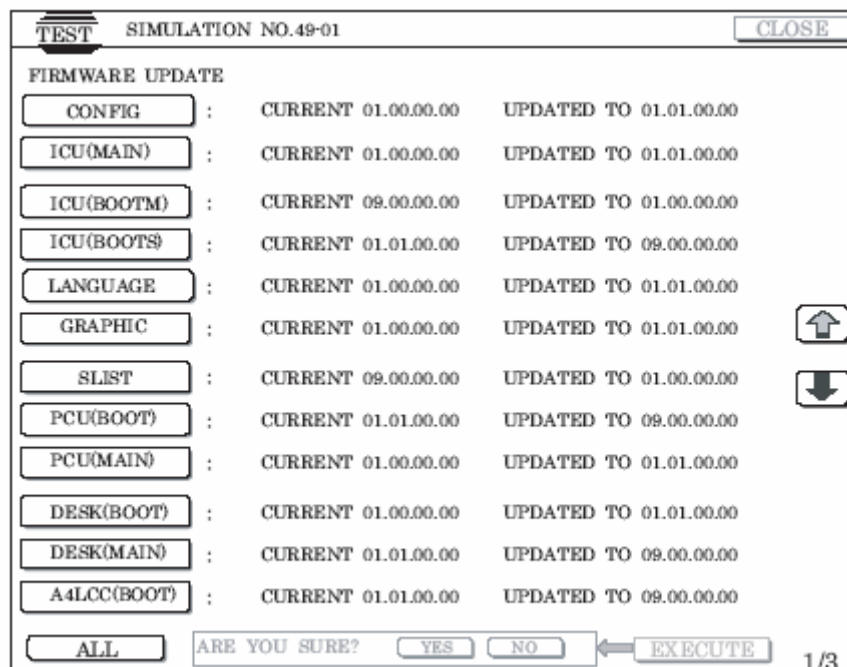 TEST SIMULATION NO.49-01 CLOSE
FIRMWARE UPDATE
CONFIG : CURRENT 01.00.00.00 UPDATED TO 01.01.00.00
ICU(MAIN) : CURRENT 01.00.00.00 UPDATED TO 01.01.00.00
ICU(BOOTM) : CURRENT 09.00.00.00 UPDATED TO 01.00.00.00
ICU(BOOTS) : CURRENT 01.01.00.00 UPDATED TO 09.00.00.00
LANGUAGE : CURRENT 01.00.00.00 UPDATED TO 01.01.00.00
GRAPHIC : CURRENT 01.00.00.00 UPDATED TO 01.01.00.00
SLIST : CURRENT 09.00.00.00 UPDATED TO 01.00.00.00
PCU(BOOT) : CURRENT 01.01.00.00 UPDATED TO 09.00.00.00
PCU(MAIN) : CURRENT 01.00.00.00 UPDATED TO 01.01.00.00
DESK(BOOT) : CURRENT 01.00.00.00 UPDATED TO 01.01.00.00
DESK(MAIN) : CURRENT 01.01.00.00 UPDATED TO 09.00.00.00
A4LCC(BOOT) : CURRENT 01.01.00.00 UPDATED TO 09.00.00.00
ALL ARE YOU SURE? YES NO EXECUTE 1/3